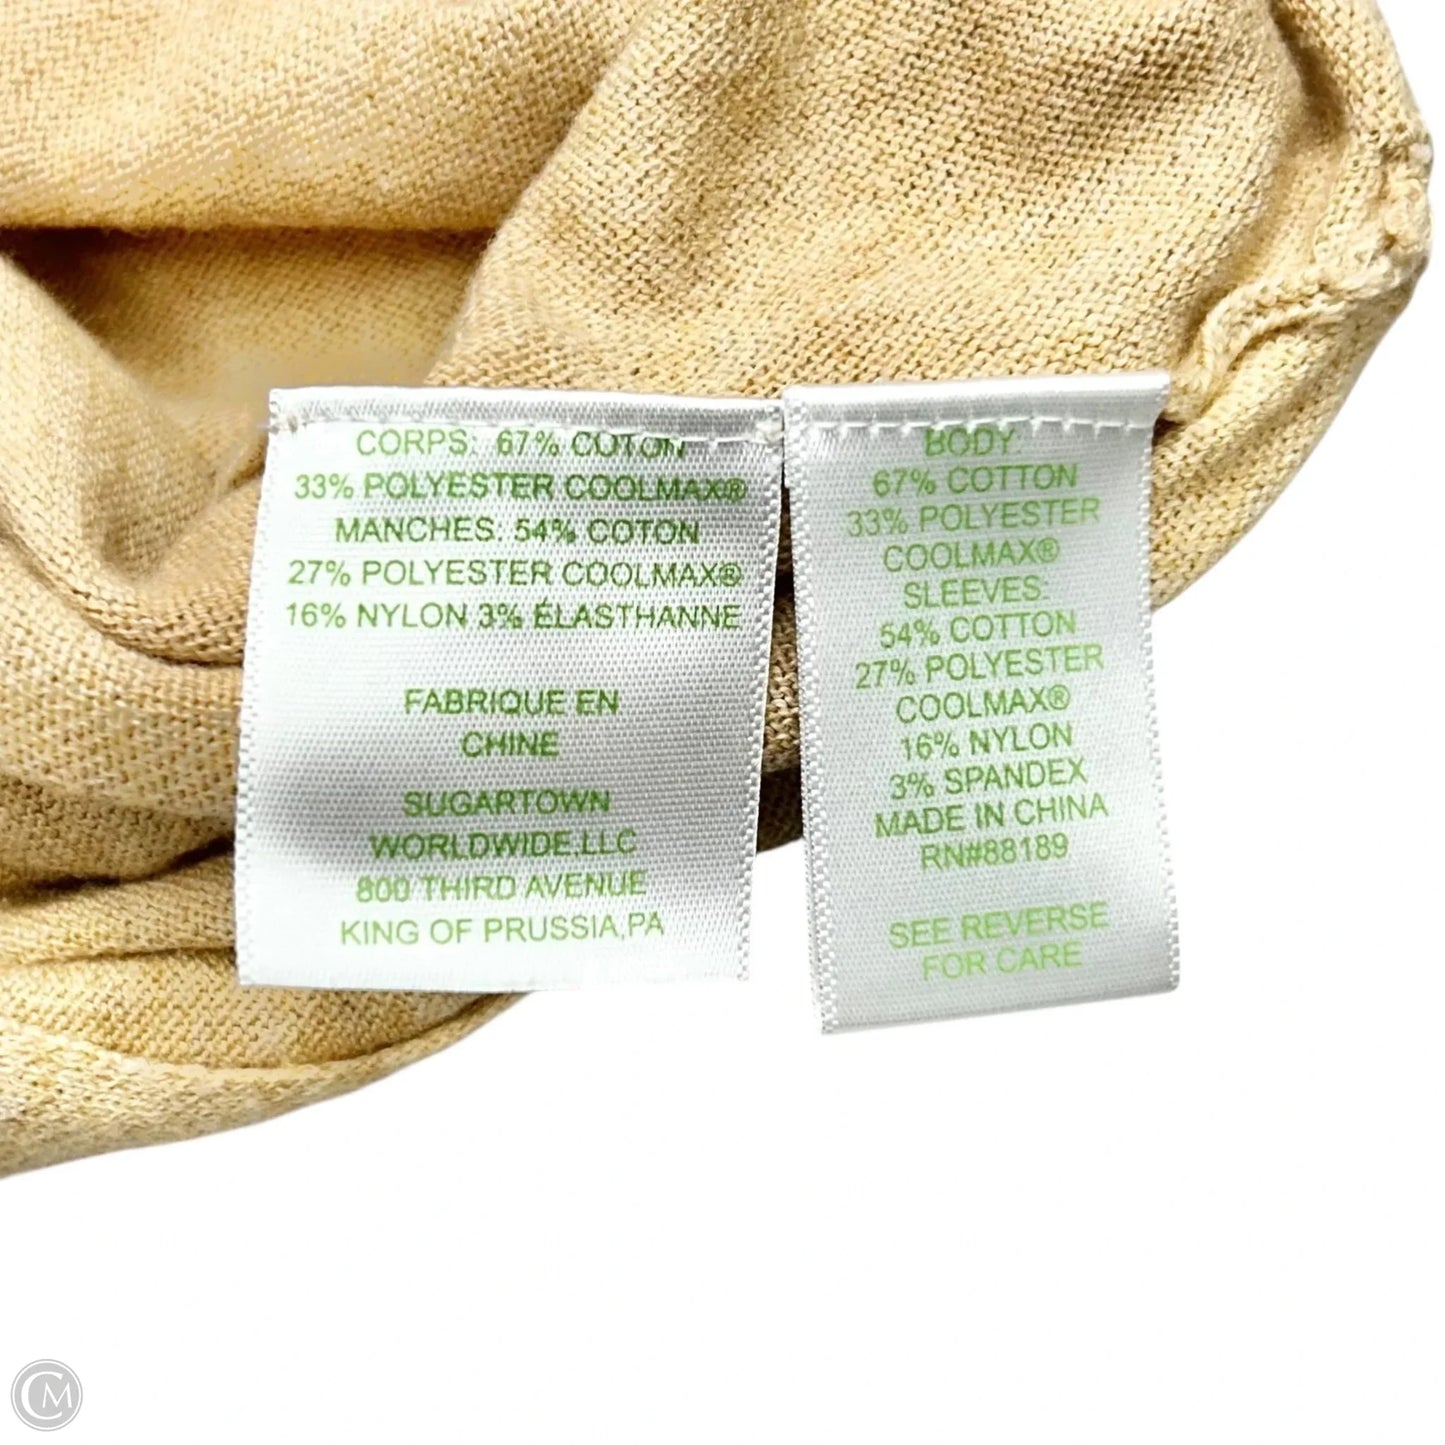 CORPS: 67% COTON
33% POLYESTER COOLMAX®
MANCHES: 54% COTON
27% POLYESTER COOLMAX®
16% NYLON 3% ÉLASTHANNE
FABRIQUE EN
CHINE
SUGARTOWN
WORLDWIDE,LLC
800 THIRD AVENUE
KING OF PRUSSIA,PA
BODY:
67% COTTON
33% POLYESTER
COOLMAX®
SLEEVES:
54% COTTON
27% POLYESTER
COOLMAX®
16% NYLON
3% SPANDEX
MADE IN CHINA
RN#88189
SEE REVERSE
FOR CARE
CM